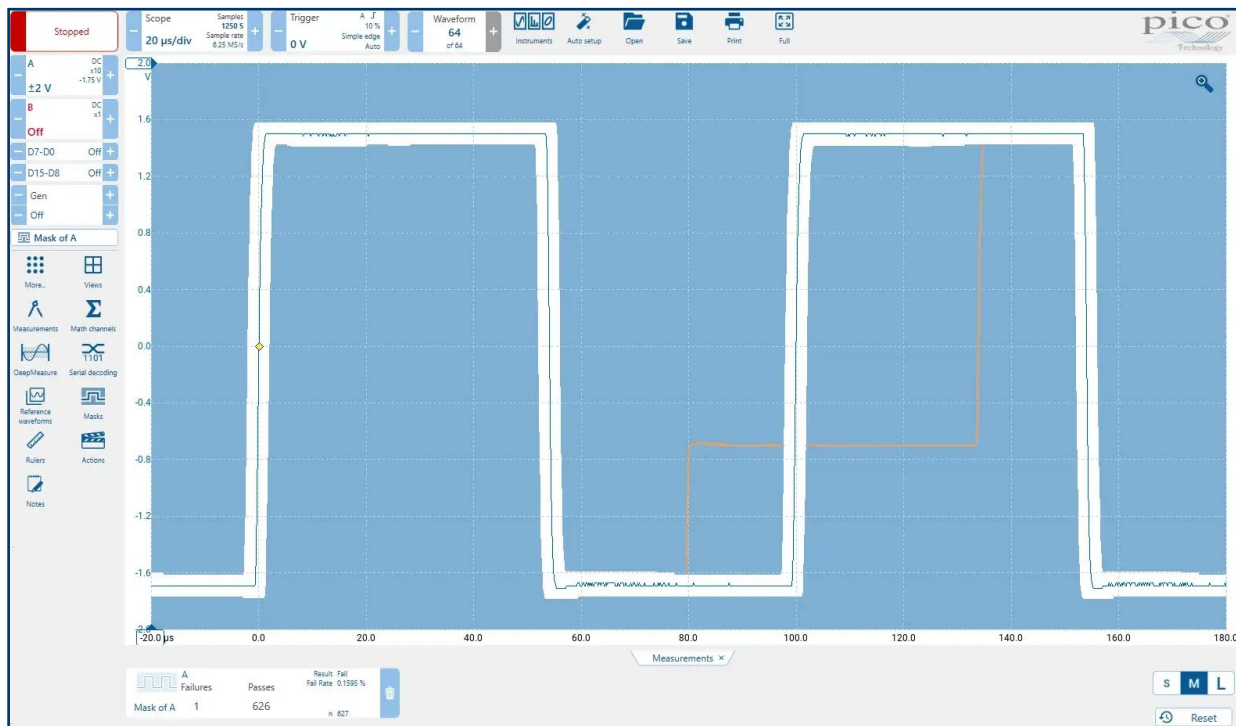 Stopped
Scope
20 µs/div
Samples
1250 S
Sample rate
6.25 MS/s
Trigger
0 V
A
10 %
Simple edge
Auto
Waveform
64
of 64
Instruments
Auto setup
Open
Save
Print
Full
pico
Technology
A
DC
x10
-1.75 V
±2 V
B
DC
x1
Off
D7-D0 Off
D15-D8 Off
Gen
Off
Mask of A
More...
Views
Measurements
Math channels
DeepMeasure
1101
Serial decoding
Reference
waveforms
Masks
Rulers
Actions
Notes
2.0
V
1.6
1.2
0.8
0.4
0.0
-0.4
-0.8
-1.2
-1.6
-2.0
-20.0 µs 0.0 20.0 40.0 60.0 80.0 100.0 120.0 140.0 160.0 180.0
Measurements ×
A
Failures Passes
Result Fail
Fail Rate 0.1595 %
Mask of A 1 626
n 627
S M L
Reset